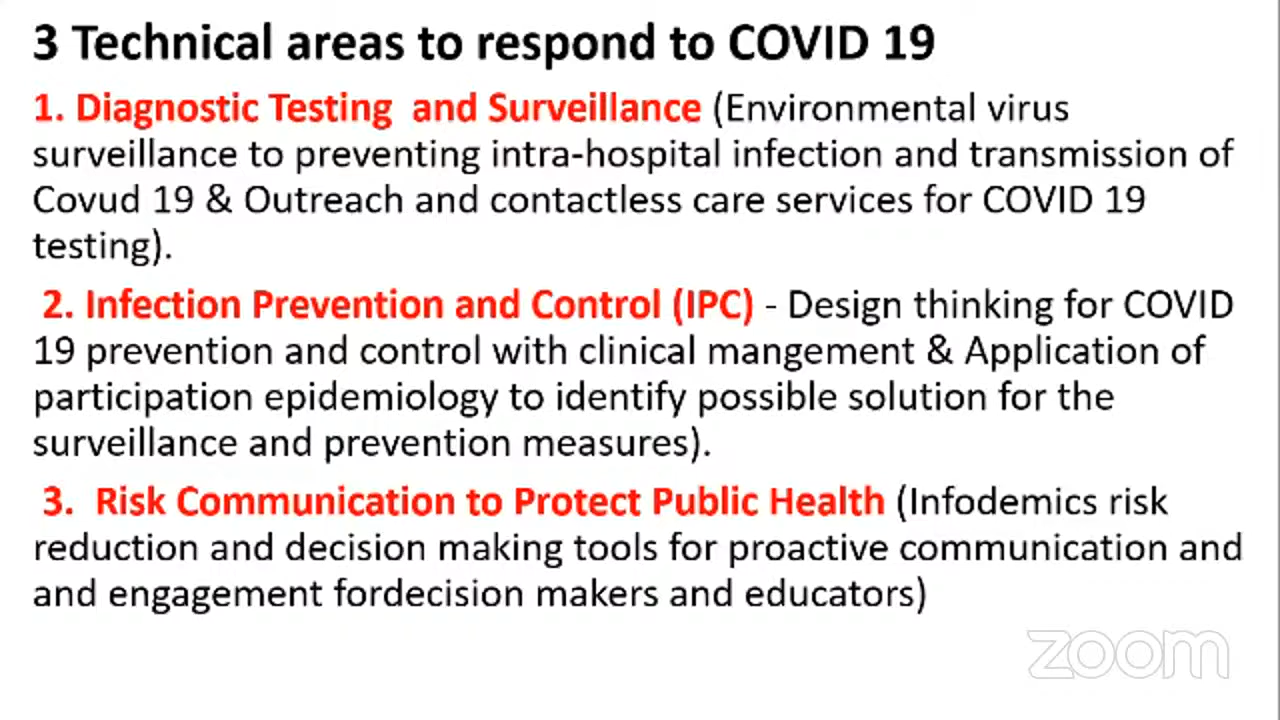 3 Technical areas to respond to COVID 19
1. Diagnostic Testing and Surveillance (Environmental virus
surveillance to preventing intra-hospital infection and transmission of
Covud 19 & Outreach and contactless care services for COVID 19
testing).
2. Infection Prevention and Control (IPC) - Design thinking for COVID
19 prevention and control with clinical mangement & Application of
participation epidemiology to identify possible solution for the
surveillance and prevention measures).
3. Risk Communication to Protect Public Health (Infodemics risk
reduction and decision making tools for proactive communication and
and engagement fordecision makers and educators)
zoom